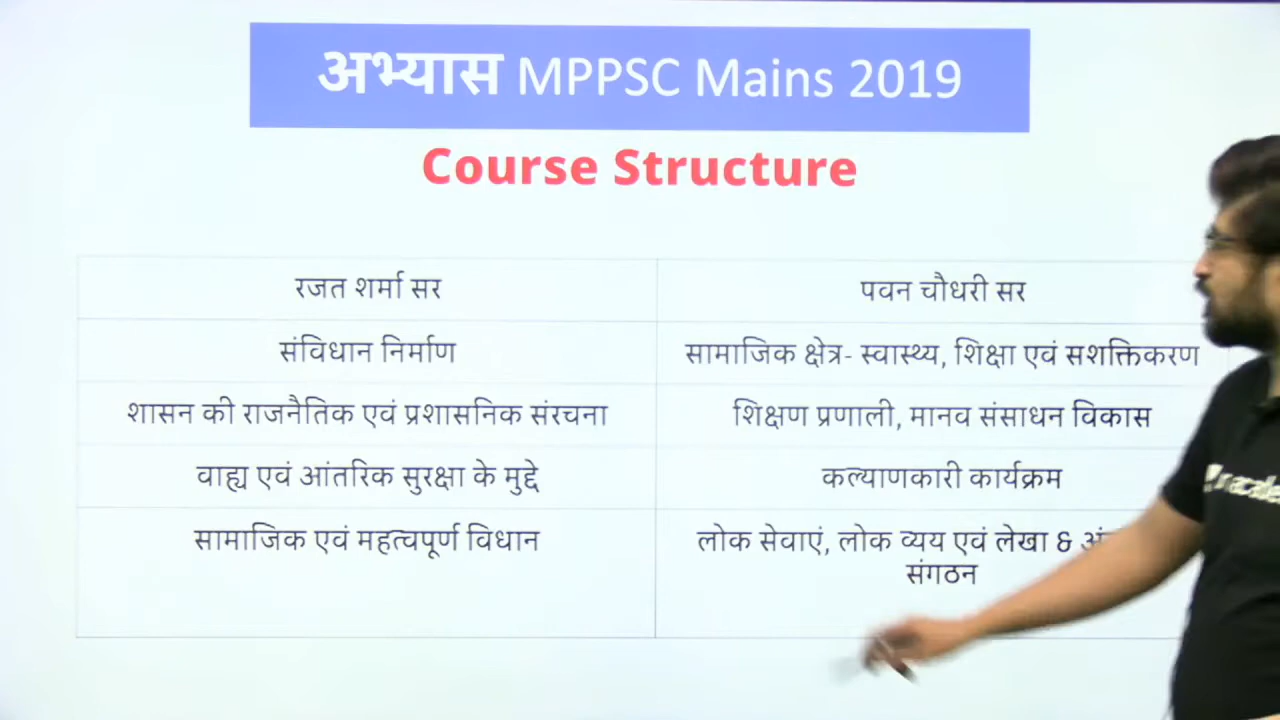 अभ्यास MPPSC Mains 2019
Course Structure
रजत शर्मा सर
पवन चौधरी सर
संविधान निर्माण
सामाजिक क्षेत्र- स्वास्थ्य, शिक्षा एवं सशक्तिकरण
शासन की राजनैतिक एवं प्रशासनिक संरचना
शिक्षण प्रणाली, मानव संसाधन विकास
वाह्य एवं आंतरिक सुरक्षा के मुद्दे
कल्याणकारी कार्यक्रम
सामाजिक एवं महत्वपूर्ण विधान
लोक सेवाएं, लोक व्यय एवं लेखा &
संगठन